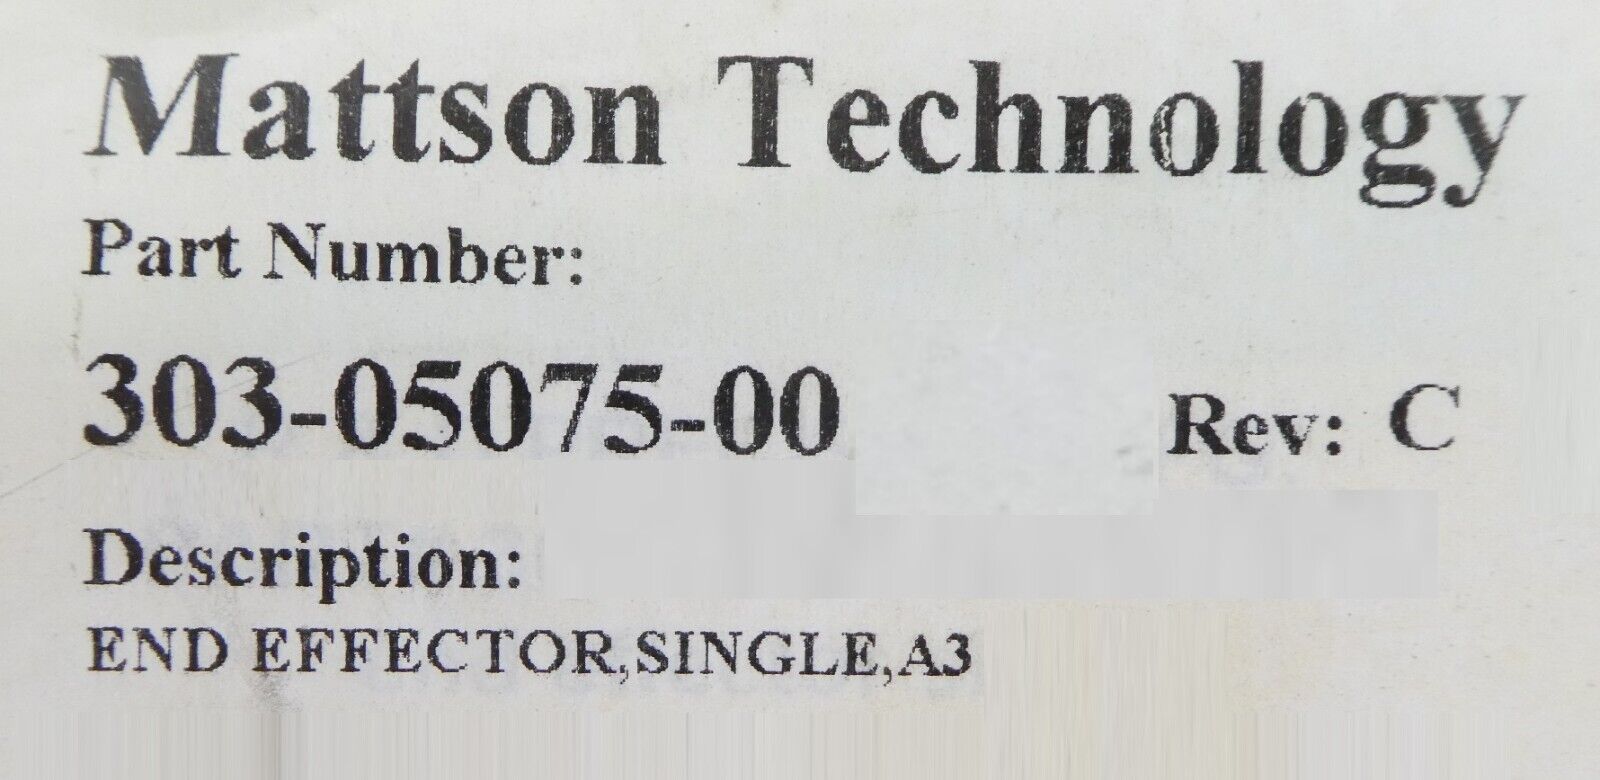 Mattson Technology
Part Number:
303-05075-00 Rev: C
Description:
END EFFECTOR,SINGLE,A3